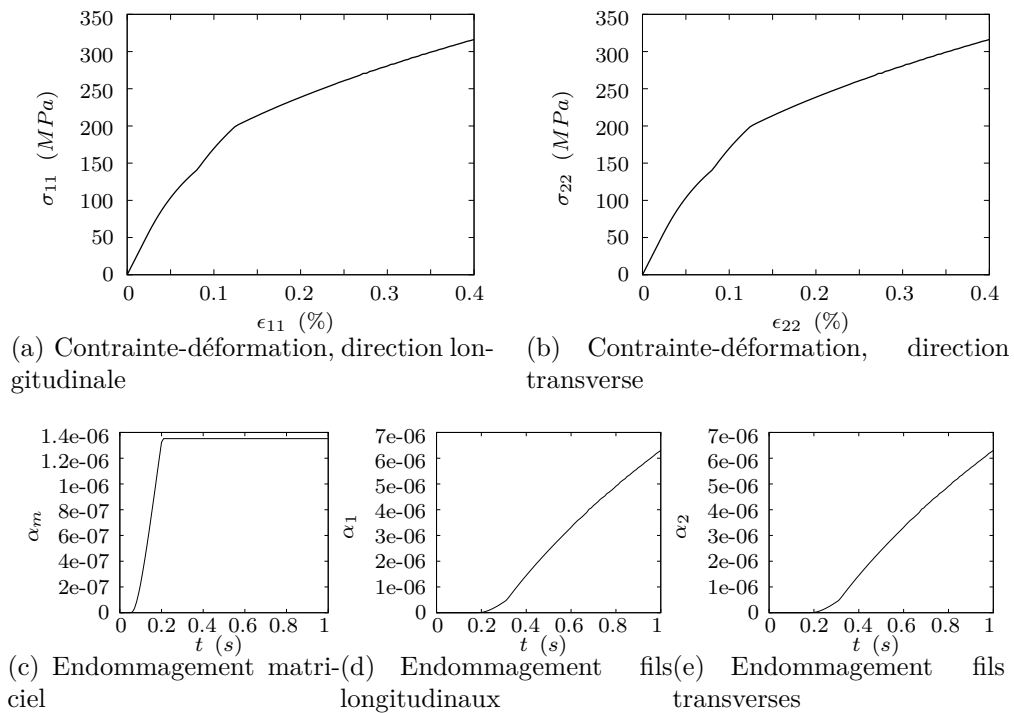 350
300
250
200
150
100
50
0
σ11 (MPa)
0 0.1 0.2 0.3 0.4
ϵ11 (%)
(a) Contrainte-déformation, direction lon-
gitudinale
350
300
250
200
150
100
50
0
σ22 (MPa)
0 0.1 0.2 0.3 0.4
ϵ22 (%)
(b) Contrainte-déformation, direction
transverse
1.4e-06
1.2e-06
1e-06
8e-07
6e-07
4e-07
2e-07
0
αm
0 0.2 0.4 0.6 0.8 1
t (s)
(c) Endommagement matri-
ciel
7e-06
6e-06
5e-06
4e-06
3e-06
2e-06
1e-06
0
α1
0 0.2 0.4 0.6 0.8 1
t (s)
(d) Endommagement fils
longitudinaux
7e-06
6e-06
5e-06
4e-06
3e-06
2e-06
1e-06
0
α2
0 0.2 0.4 0.6 0.8 1
t (s)
(e) Endommagement fils
transverses